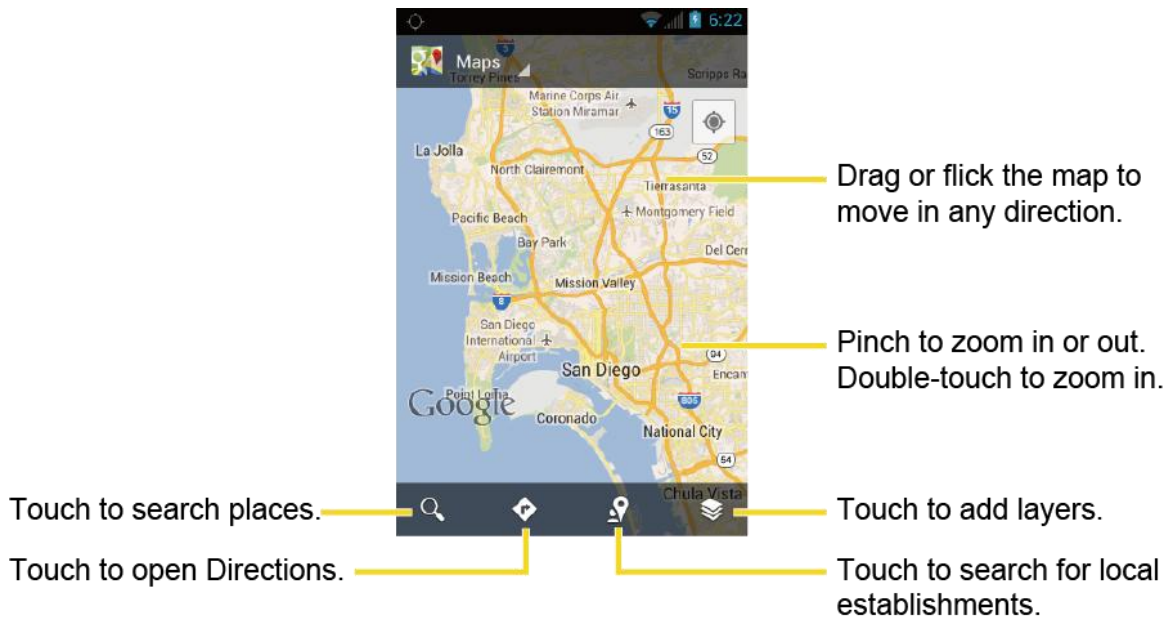 6:22
Maps
5
Torrey Pines
Scripps Ra
Marine Corps Air
Station Miramar
15
163
La Jolla
52
North Clairemont
Tierrasanta
Drag or flick the map to
move in any direction.
Pacific Beach
Montgomery Field
Bay Park
Del Cerr
Mission Beach
Mission Valley
8
San Diego
International
Airport
Pinch to zoom in or out.
Double-touch to zoom in.
94
San Diego
Encan
Point Loma
Google
805
Coronado
National City
54
Chula Vista
Touch to search places.
Touch to add layers.
Touch to open Directions.
Touch to search for local
establishments.